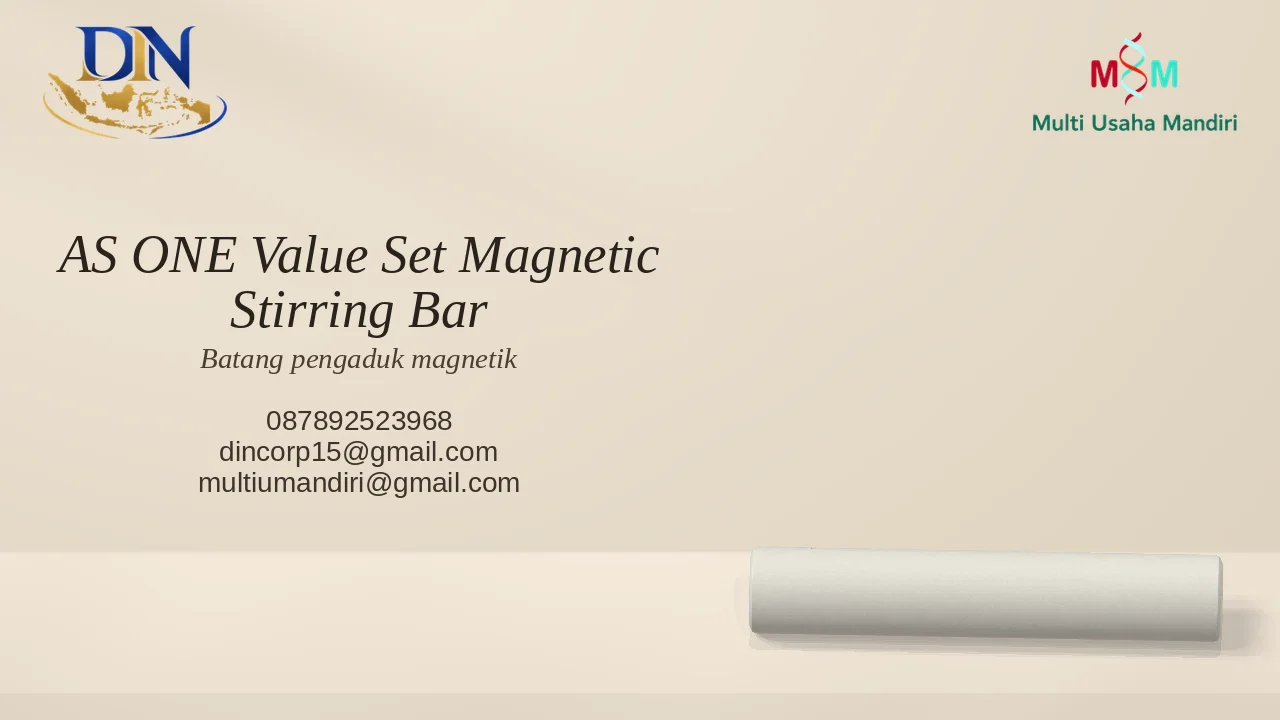 DIN
MSM
Multi Usaha Mandiri
AS ONE Value Set Magnetic
Stirring Bar
Batang pengaduk magnetik
087892523968
dincorp15@gmail.com
multiumandiri@gmail.com